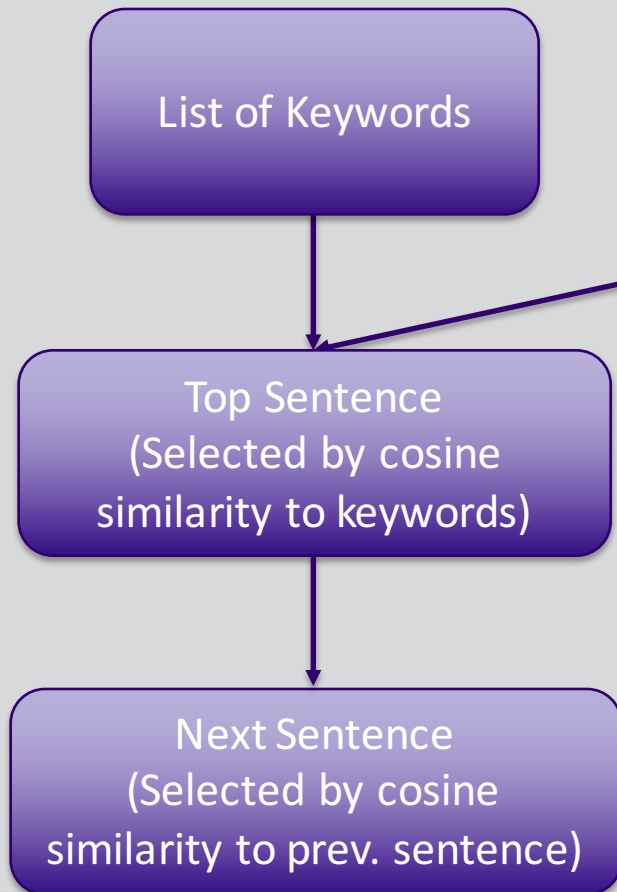 List of Keywords
Top Sentence
(Selected by cosine
similarity to keywords)
Next Sentence
(Selected by cosine
similarity to prev. sentence)